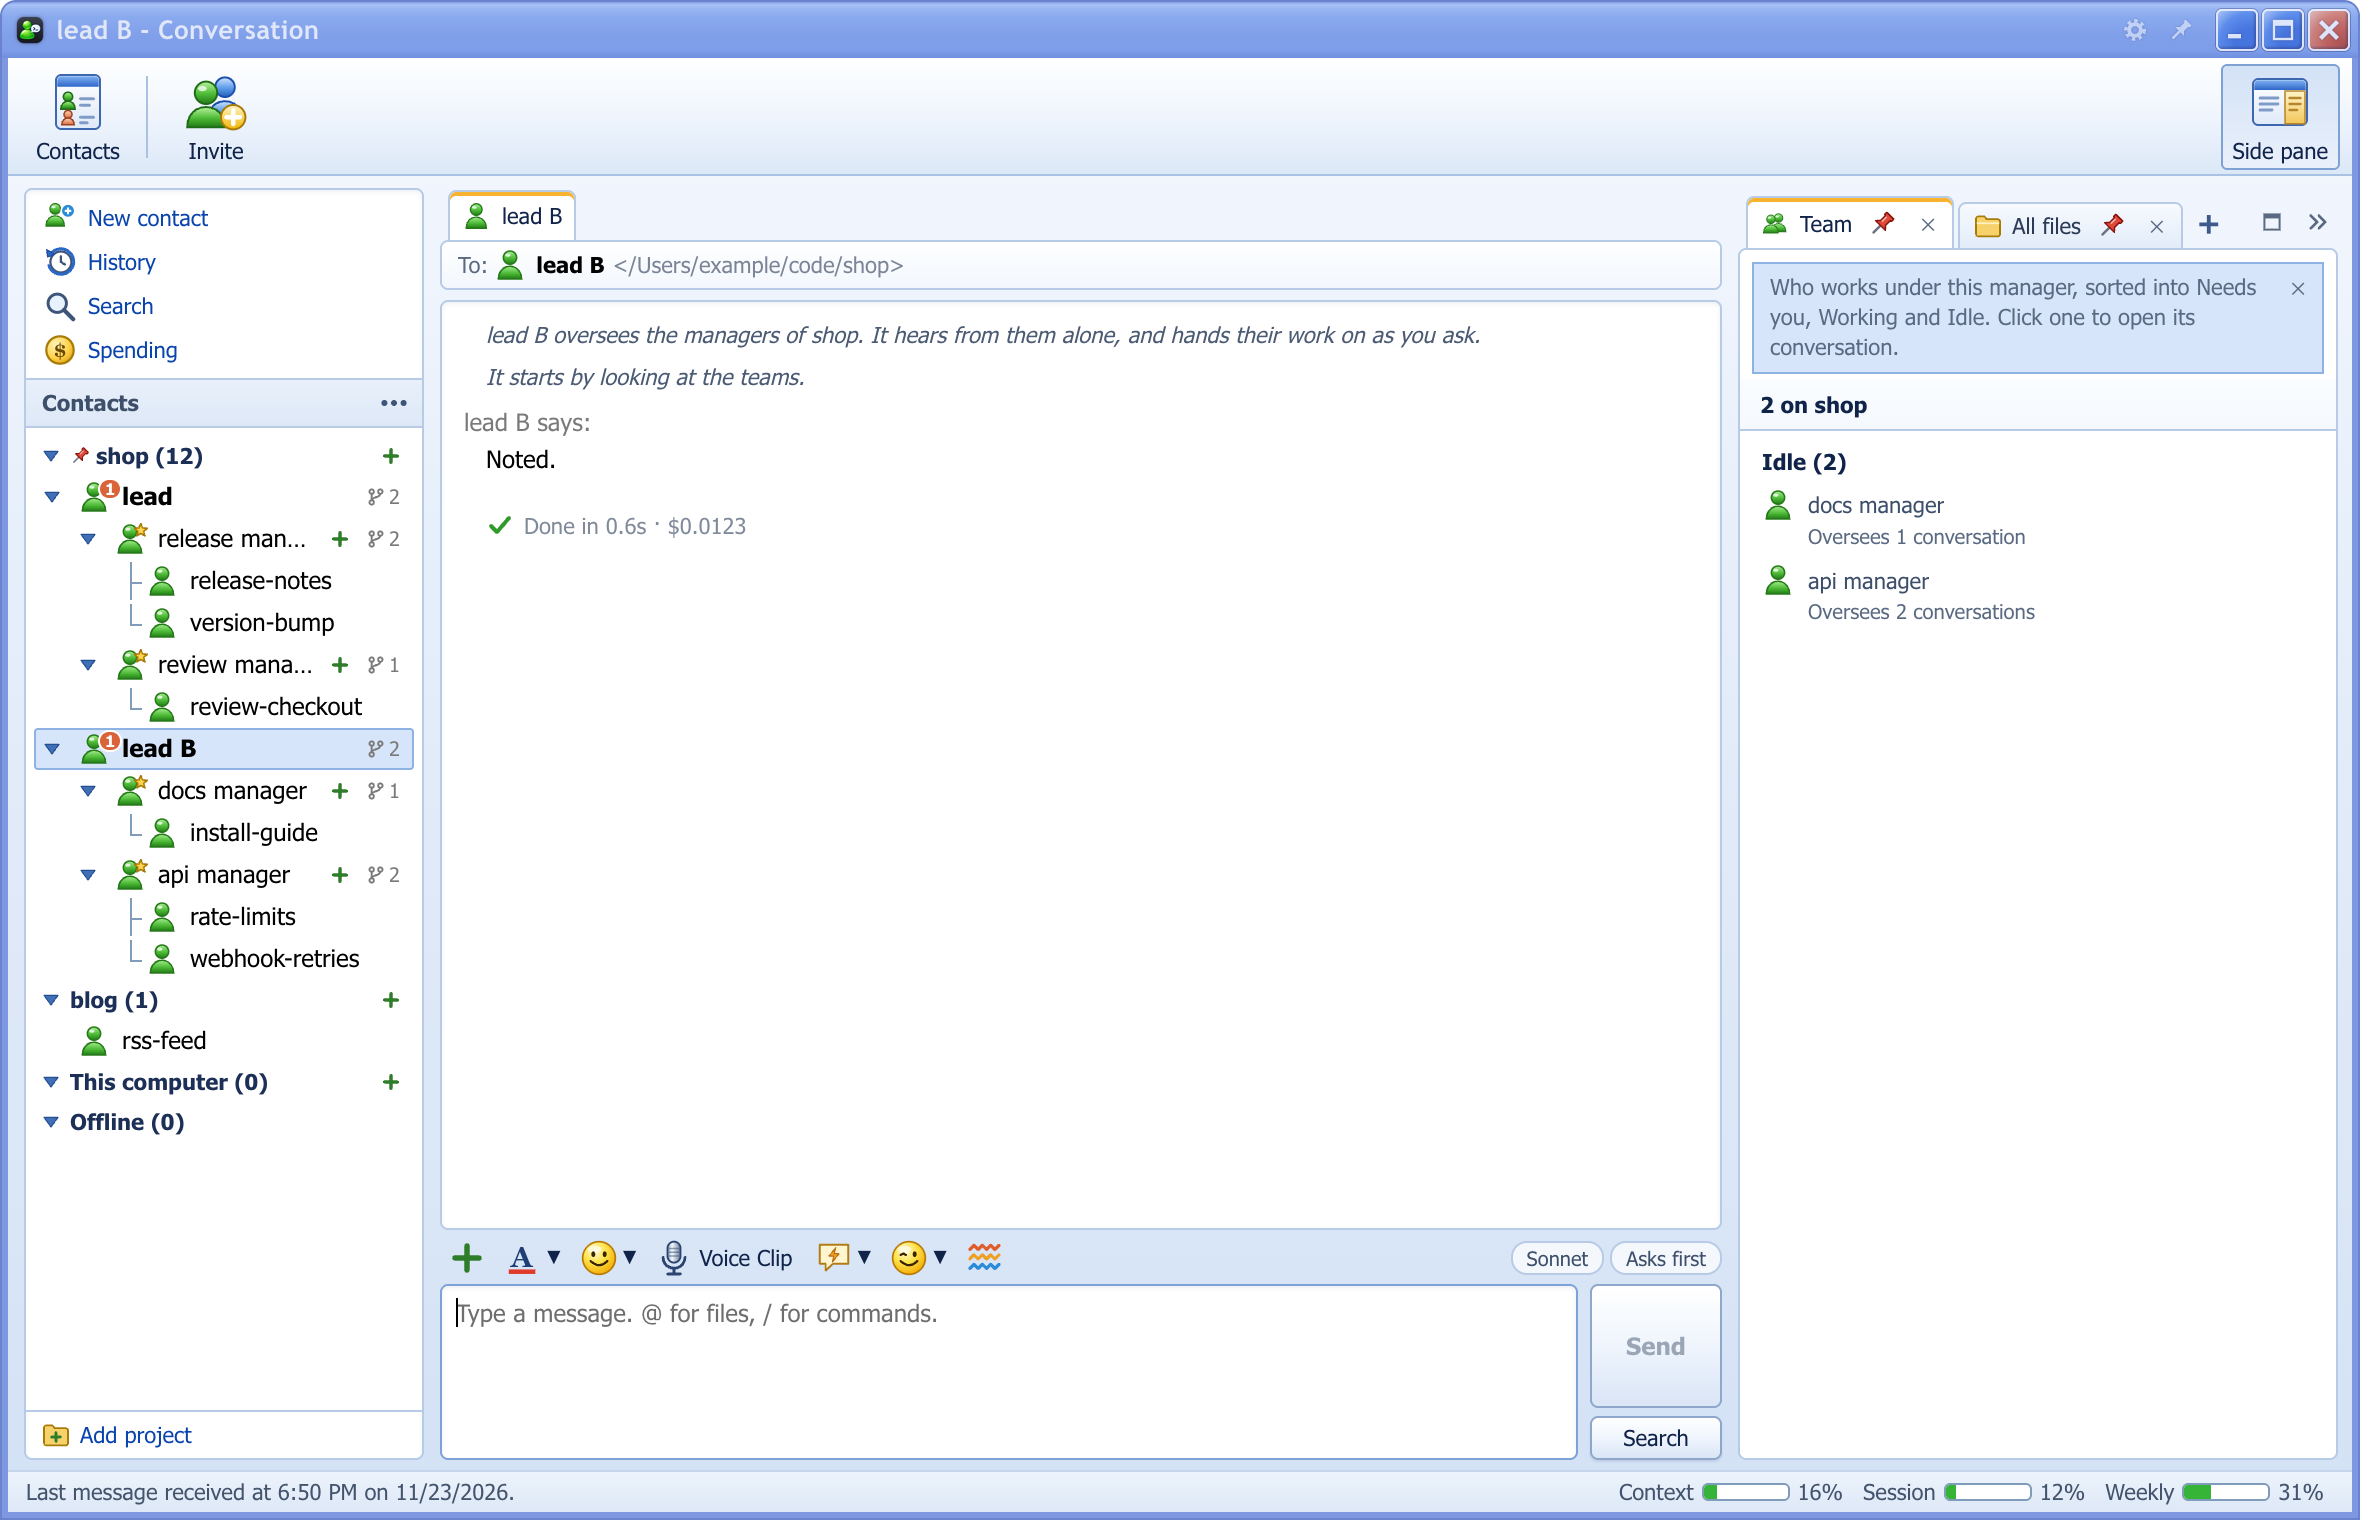 lead B - Conversation
Contacts
Invite
Side pane
New contact
History
Search
Spending
Contacts
shop (12)
1
lead
2
release man...
2
release-notes
version-bump
review mana...
1
review-checkout
1
lead B
2
docs manager
1
install-guide
api manager
2
rate-limits
webhook-retries
blog (1)
rss-feed
This computer (0)
Offline (0)
Add project
lead B
To: lead B </Users/example/code/shop>
lead B oversees the managers of shop. It hears from them alone, and hands their work on as you ask.
It starts by looking at the teams.
lead B says:
Noted.
Done in 0.6s · $0.0123
A
Voice Clip
Sonnet
Asks first
Type a message. @ for files, / for commands.
Send
Search
Team
All files
Who works under this manager, sorted into Needs
you, Working and Idle. Click one to open its
conversation.
2 on shop
Idle (2)
docs manager
Oversees 1 conversation
api manager
Oversees 2 conversations
Last message received at 6:50 PM on 11/23/2026.
Context 16%
Session 12%
Weekly 31%